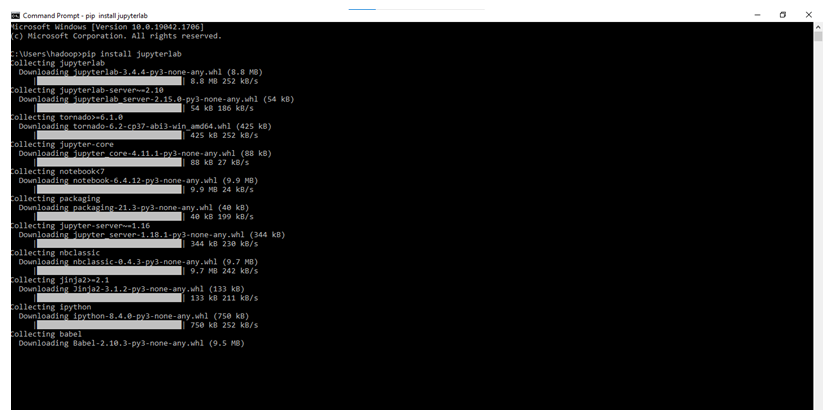 Command Prompt - pip install jupyterlab
Microsoft Windows [Version 10.0.19042.1706]
(c) Microsoft Corporation. All rights reserved.
C:\Users\hadoop>pip install jupyterlab
Collecting jupyterlab
Downloading jupyterlab-3.4.4-py3-none-any.whl (8.8 MB)
| | 8.8 MB 252 kB/s
Collecting jupyterlab-server~=2.10
Downloading jupyterlab_server-2.15.0-py3-none-any.whl (54 kB)
| | 54 kB 186 kB/s
Collecting tornado>=6.1.0
Downloading tornado-6.2-cp37-abi3-win_amd64.whl (425 kB)
| | 425 kB 252 kB/s
Collecting jupyter-core
Downloading jupyter_core-4.11.1-py3-none-any.whl (88 kB)
| | 88 kB 27 kB/s
Collecting notebook<7
Downloading notebook-6.4.12-py3-none-any.whl (9.9 MB)
| | 9.9 MB 24 kB/s
Collecting packaging
Downloading packaging-21.3-py3-none-any.whl (40 kB)
| | 40 kB 199 kB/s
Collecting jupyter-server~=1.16
Downloading jupyter_server-1.18.1-py3-none-any.whl (344 kB)
| | 344 kB 230 kB/s
Collecting nbclassic
Downloading nbclassic-0.4.3-py3-none-any.whl (9.7 MB)
| | 9.7 MB 242 kB/s
Collecting jinja2>=2.1
Downloading Jinja2-3.1.2-py3-none-any.whl (133 kB)
| | 133 kB 211 kB/s
Collecting ipython
Downloading ipython-8.4.0-py3-none-any.whl (750 kB)
| | 750 kB 252 kB/s
Collecting babel
Downloading Babel-2.10.3-py3-none-any.whl (9.5 MB)